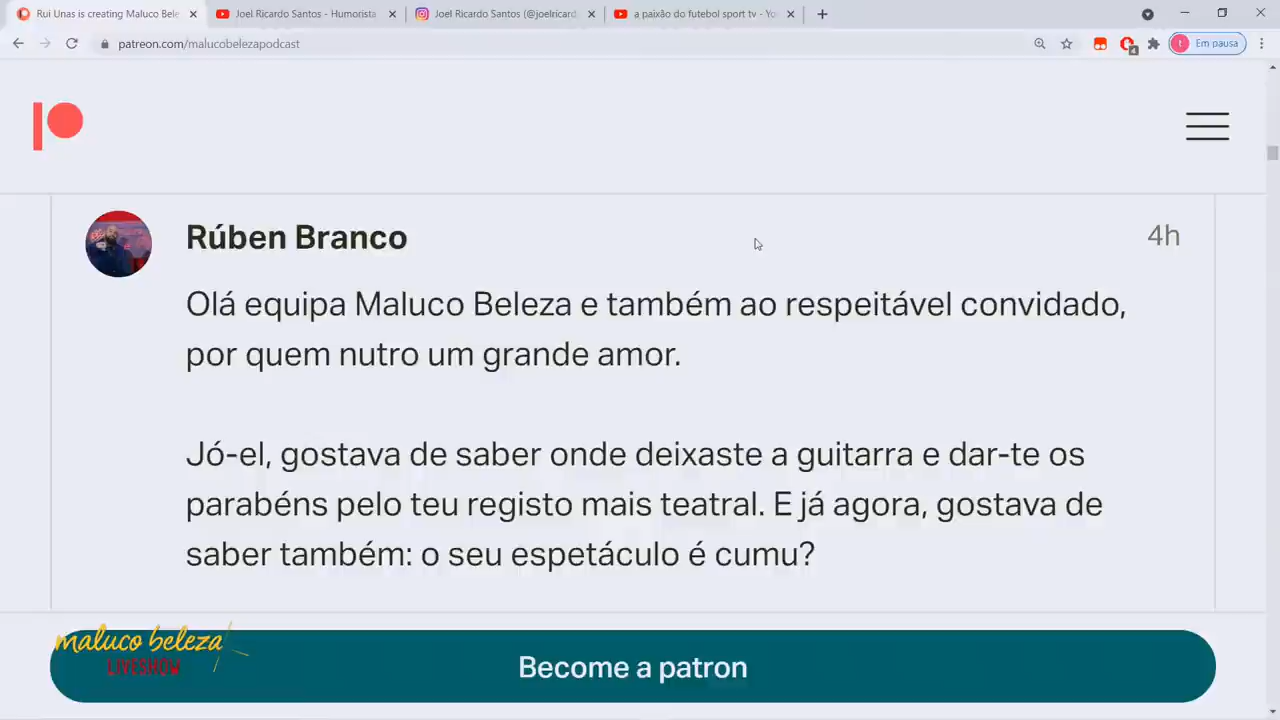 Rui Unas is creating Maluco Bele
Joel Ricardo Santos - Humorista
Joel Ricardo Santos (@joelricard
a paixão do futebol sport tv - Yo
patreon.com/malucobelezapodcast
4
t
Em pausa
Rúben Branco
4h
Olá equipa Maluco Beleza e também ao respeitável convidado,
por quem nutro um grande amor.
Jó-el, gostava de saber onde deixaste a guitarra e dar-te os
parabéns pelo teu registo mais teatral. E já agora, gostava de
saber também: o seu espetáculo é cumu?
maluco beleza
LIVESHOW
Become a patron